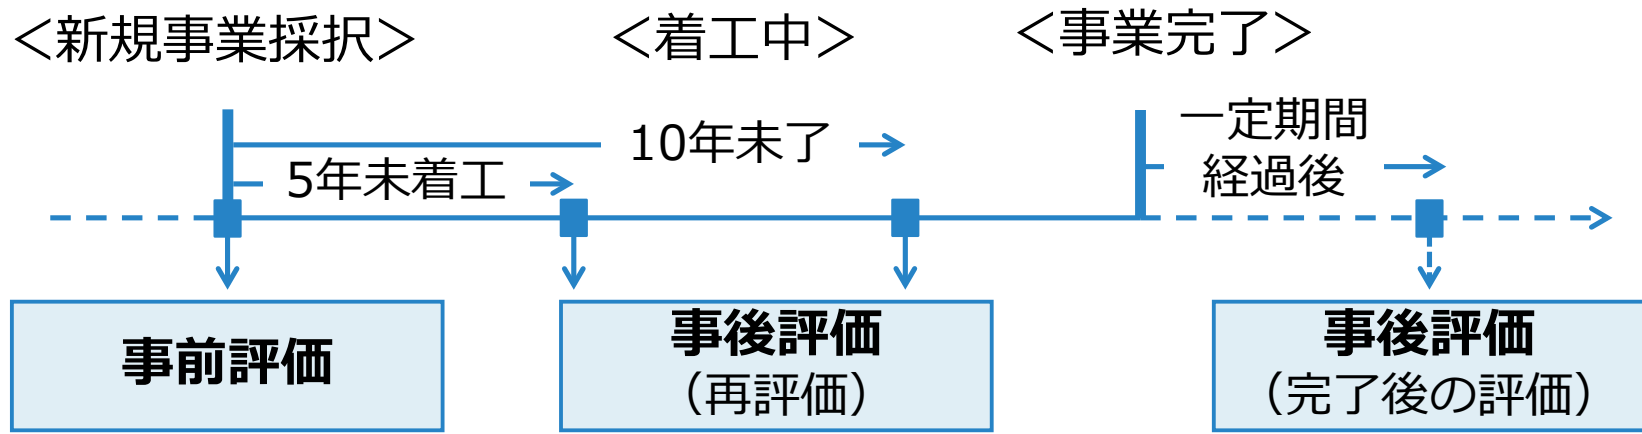 ＜新規事業採択＞
＜着工中＞
＜事業完了＞
10年未了
5年未着工
一定期間
経過後
事前評価
事後評価
（再評価）
事後評価
（完了後の評価）